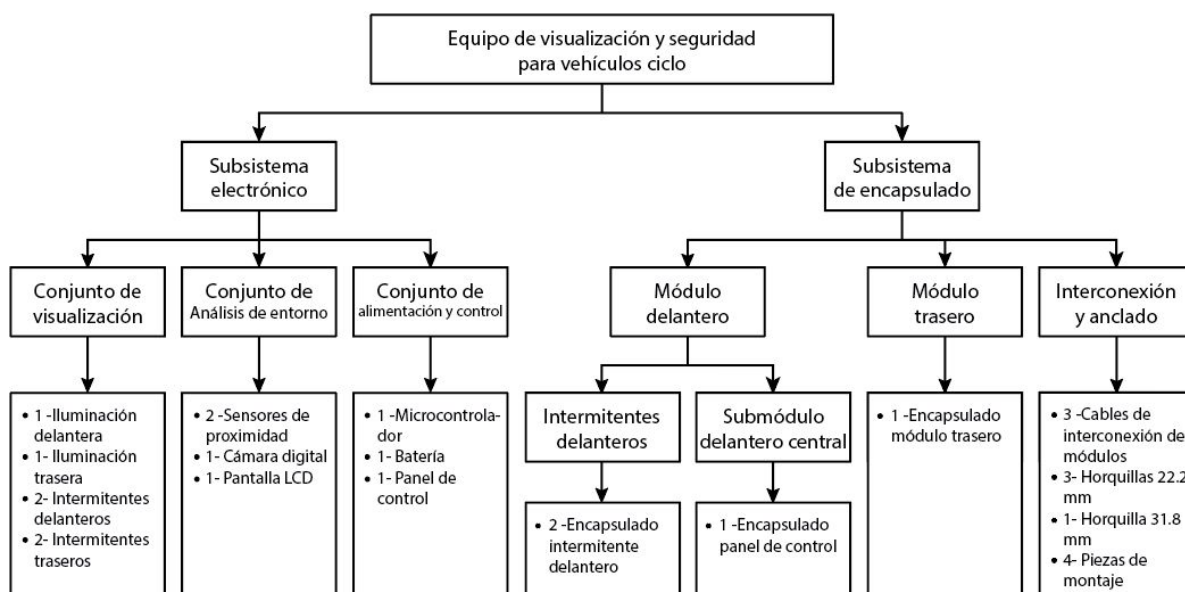 Equipo de visualización y seguridad
para vehículos ciclo
Subsistema
electrónico
Subsistema
de encapsulado
Conjunto de
visualización
Conjunto de
Análisis de entorno
Conjunto de
alimentación y control
Módulo
delantero
Módulo
trasero
Interconexión
y anclado
• 1 -Iluminación
delantera
• 1- Iluminación
trasera
• 2- Intermitentes
delanteros
• 2- Intermitentes
traseros
• 2 -Sensores de
proximidad
• 1- Cámara digital
• 1- Pantalla LCD
• 1 -Microcontrola-
dor
• 1- Batería
• 1- Panel de
control
Intermitentes
delanteros
Submódulo
delantero central
• 2 -Encapsulado
intermitente
delantero
• 1 -Encapsulado
panel de control
• 1 -Encapsulado
módulo trasero
• 3 -Cables de
interconexión de
módulos
• 3- Horquillas 22.2
mm
• 1- Horquilla 31.8
mm
• 4- Piezas de
montaje